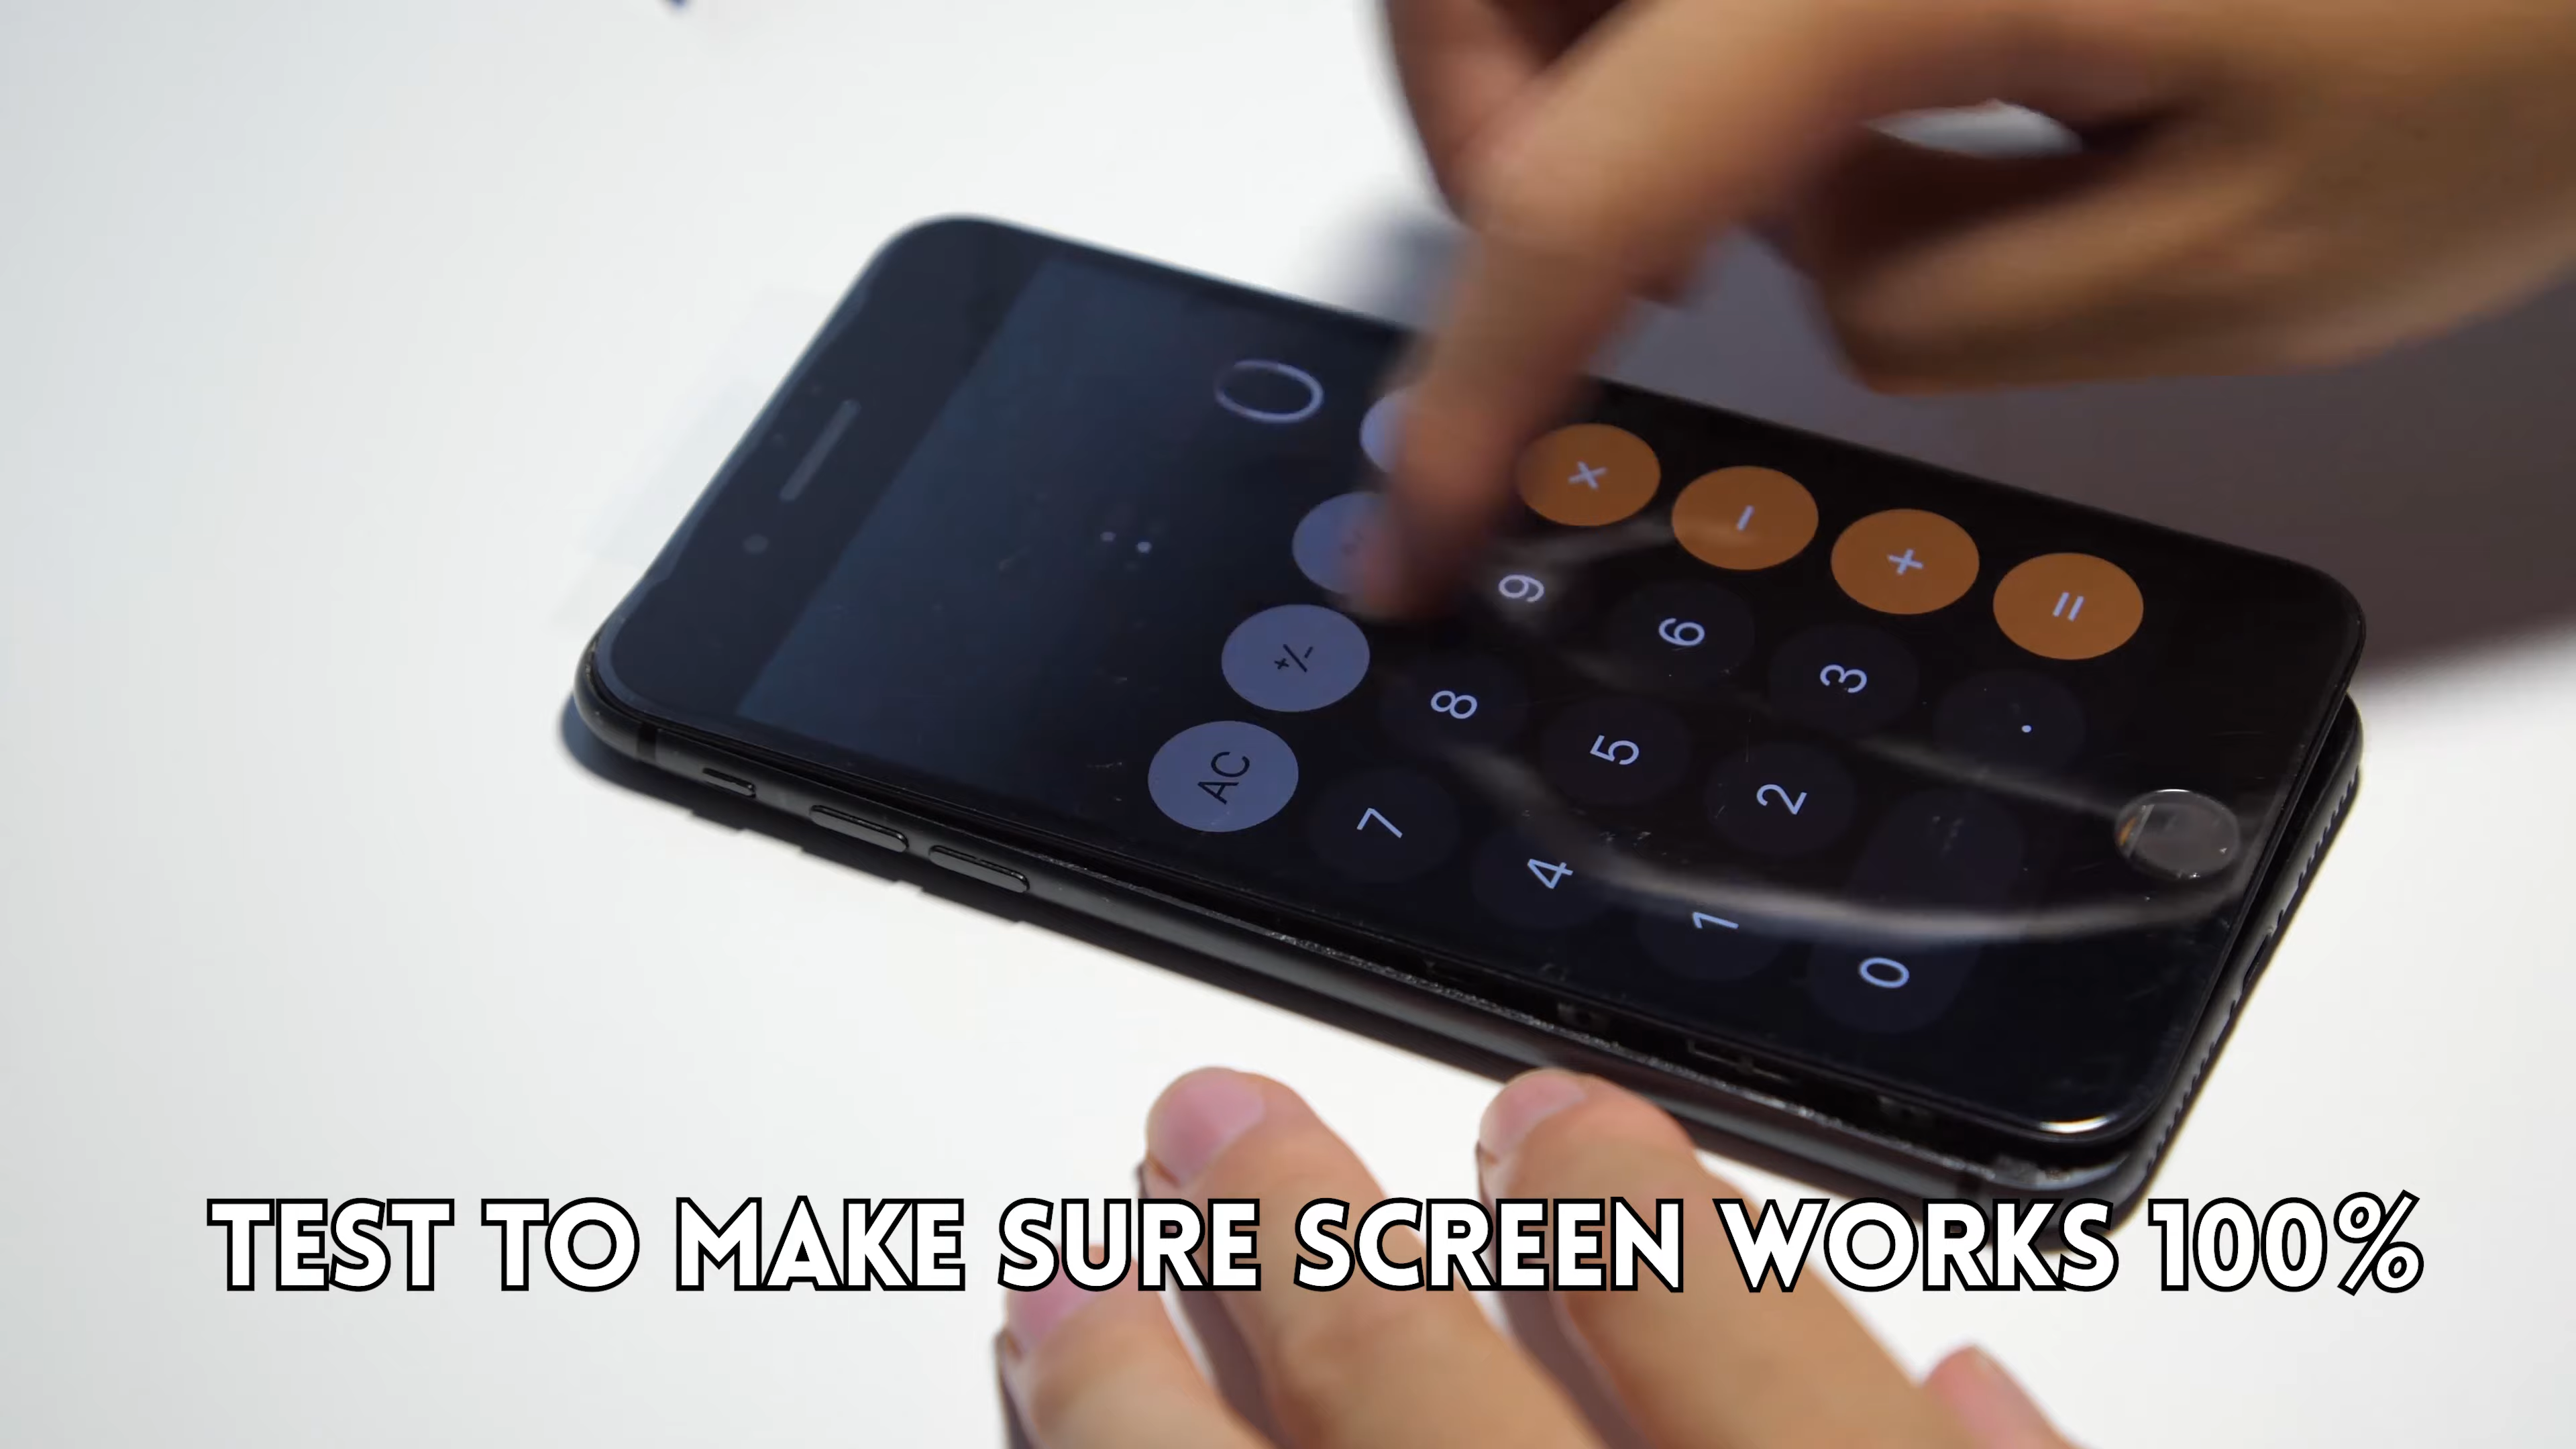 0
AC +/-
7 8 9 ×
4 5 6 −
1 2 3 +
0 . =
TEST TO MAKE SURE SCREEN WORKS 100%